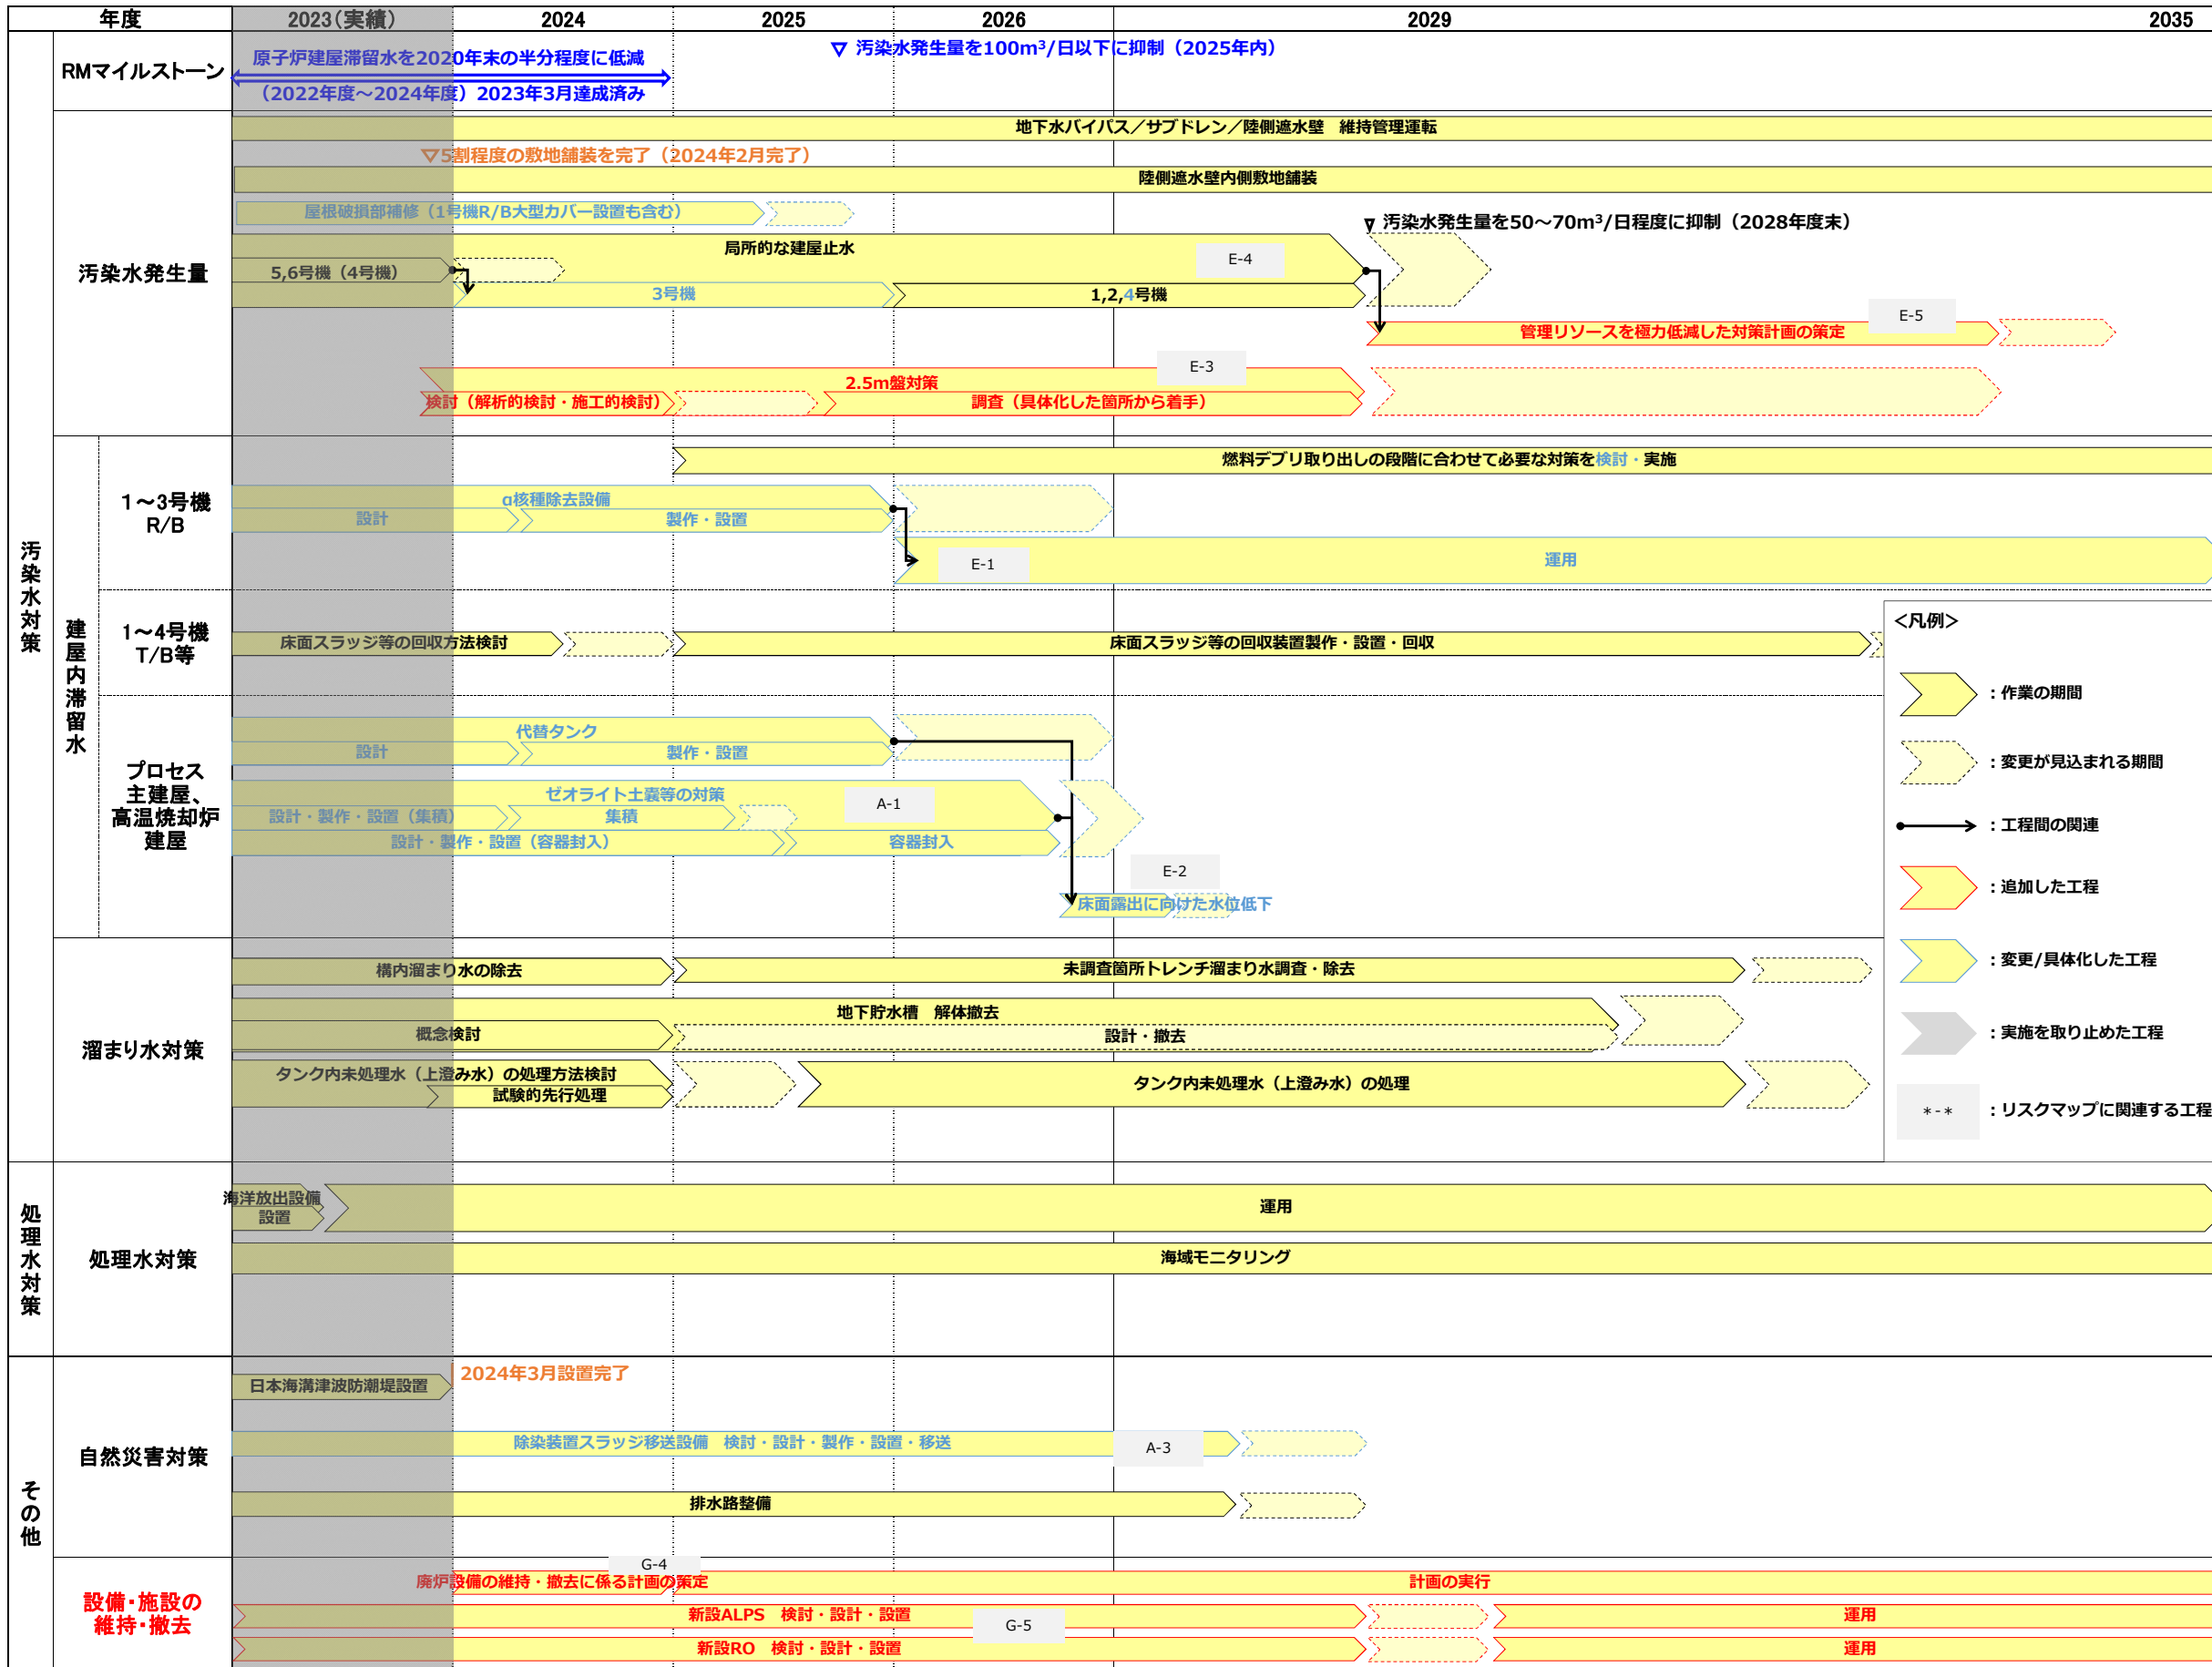 年度 2023(実績) 2024 2025 2026 2029 2035
汚染水対策
RMマイルストーン
原子炉建屋滞留水を2020年末の半分程度に低減
(2022年度～2024年度)2023年3月達成済み
▽ 汚染水発生量を100m³/日以下に抑制(2025年内)
汚染水発生量
地下水バイパス／サブドレン／陸側遮水壁 維持管理運転
▽5割程度の敷地舗装を完了(2024年2月完了)
陸側遮水壁内側敷地舗装
屋根破損部補修(1号機R/B大型カバー設置も含む)
▽ 汚染水発生量を50～70m³/日程度に抑制(2028年度末)
局所的な建屋止水
E-4
5,6号機(4号機)
3号機
1,2,4号機
E-5
管理リソースを極力低減した対策計画の策定
E-3
2.5m盤対策
検討(解析的検討・施工的検討)
調査(具体化した箇所から着手)
建屋内滞留水
1～3号機
R/B
燃料デブリ取り出しの段階に合わせて必要な対策を検討・実施
α核種除去設備
設計
製作・設置
E-1
運用
1～4号機
T/B等
床面スラッジ等の回収方法検討
床面スラッジ等の回収装置製作・設置・回収
プロセス
主建屋、
高温焼却炉
建屋
代替タンク
設計
製作・設置
ゼオライト土嚢等の対策
A-1
設計・製作・設置(集積)
集積
設計・製作・設置(容器封入)
容器封入
E-2
床面露出に向けた水位低下
溜まり水対策
構内溜まり水の除去
未調査箇所トレンチ溜まり水調査・除去
地下貯水槽 解体撤去
概念検討
設計・撤去
タンク内未処理水(上澄み水)の処理方法検討
試験的先行処理
タンク内未処理水(上澄み水)の処理
<凡例>
：作業の期間
：変更が見込まれる期間
：工程間の関連
：追加した工程
：変更/具体化した工程
：実施を取り止めた工程
*-* ：リスクマップに関連する工程
処理水対策
処理水対策
海洋放出設備
設置
運用
海域モニタリング
その他
自然災害対策
2024年3月設置完了
日本海溝津波防潮堤設置
除染装置スラッジ移送設備 検討・設計・製作・設置・移送
A-3
排水路整備
設備・施設の
維持・撤去
G-4
廃炉設備の維持・撤去に係る計画の策定
計画の実行
新設ALPS 検討・設計・設置
G-5
運用
新設RO 検討・設計・設置
運用